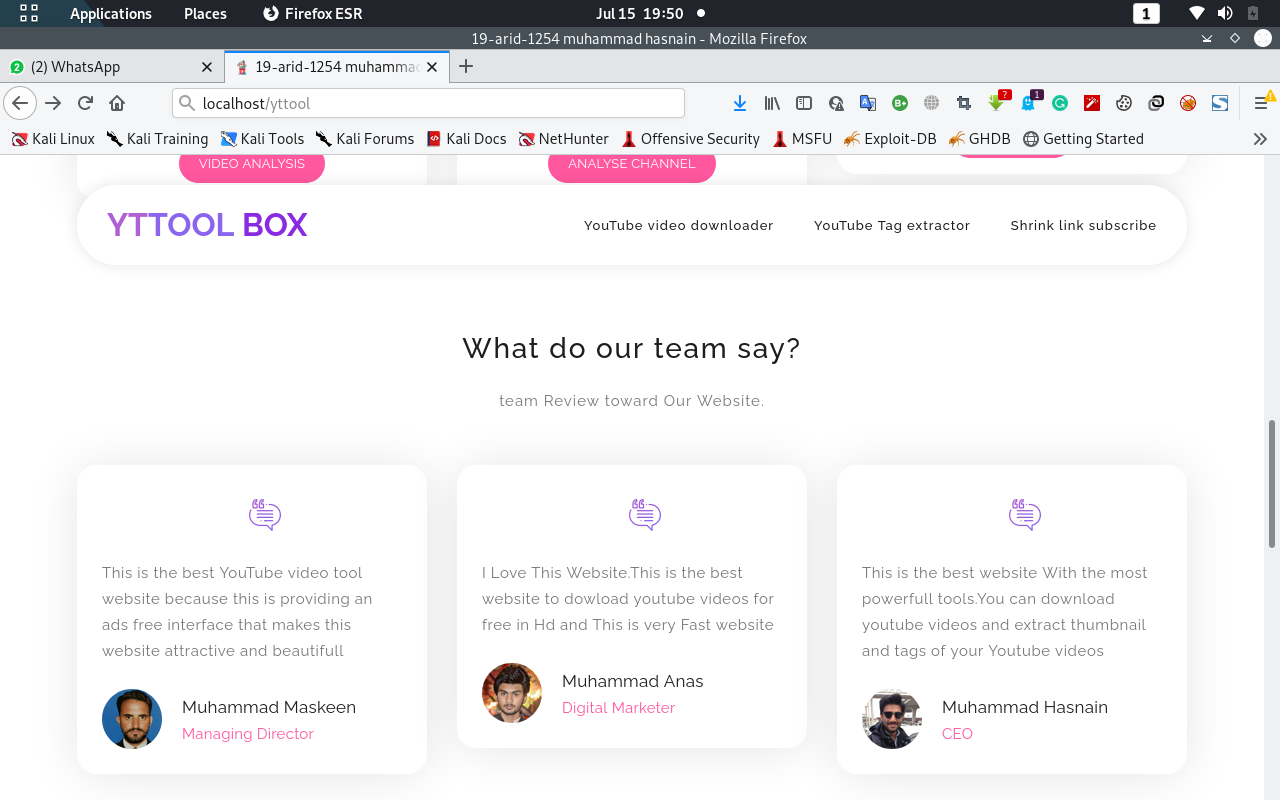 Applications Places Firefox ESR Jul 15 19:50 1
19-arid-1254 muhammad hasnain - Mozilla Firefox
(2) WhatsApp 19-arid-1254 muhammad
localhost/yttool
Kali Linux Kali Training Kali Tools Kali Forums Kali Docs NetHunter Offensive Security MSFU Exploit-DB GHDB Getting Started
VIDEO ANALYSIS ANALYSE CHANNEL
YTTOOL BOX YouTube video downloader YouTube Tag extractor Shrink link subscribe
What do our team say?
team Review toward Our Website.
This is the best YouTube video tool
website because this is providing an
ads free interface that makes this
website attractive and beautifull
Muhammad Maskeen
Managing Director
I Love This Website.This is the best
website to dowload youtube videos for
free in Hd and This is very Fast website
Muhammad Anas
Digital Marketer
This is the best website With the most
powerfull tools.You can download
youtube videos and extract thumbnail
and tags of your Youtube videos
Muhammad Hasnain
CEO